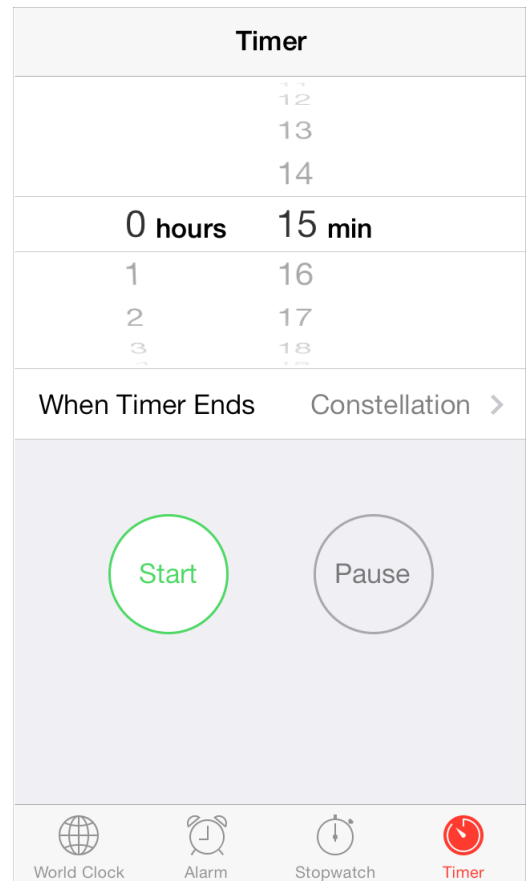 Timer
12
13
14
0 hours 15 min
1 16
2 17
3 18
When Timer Ends Constellation >
Start Pause
World Clock Alarm Stopwatch Timer